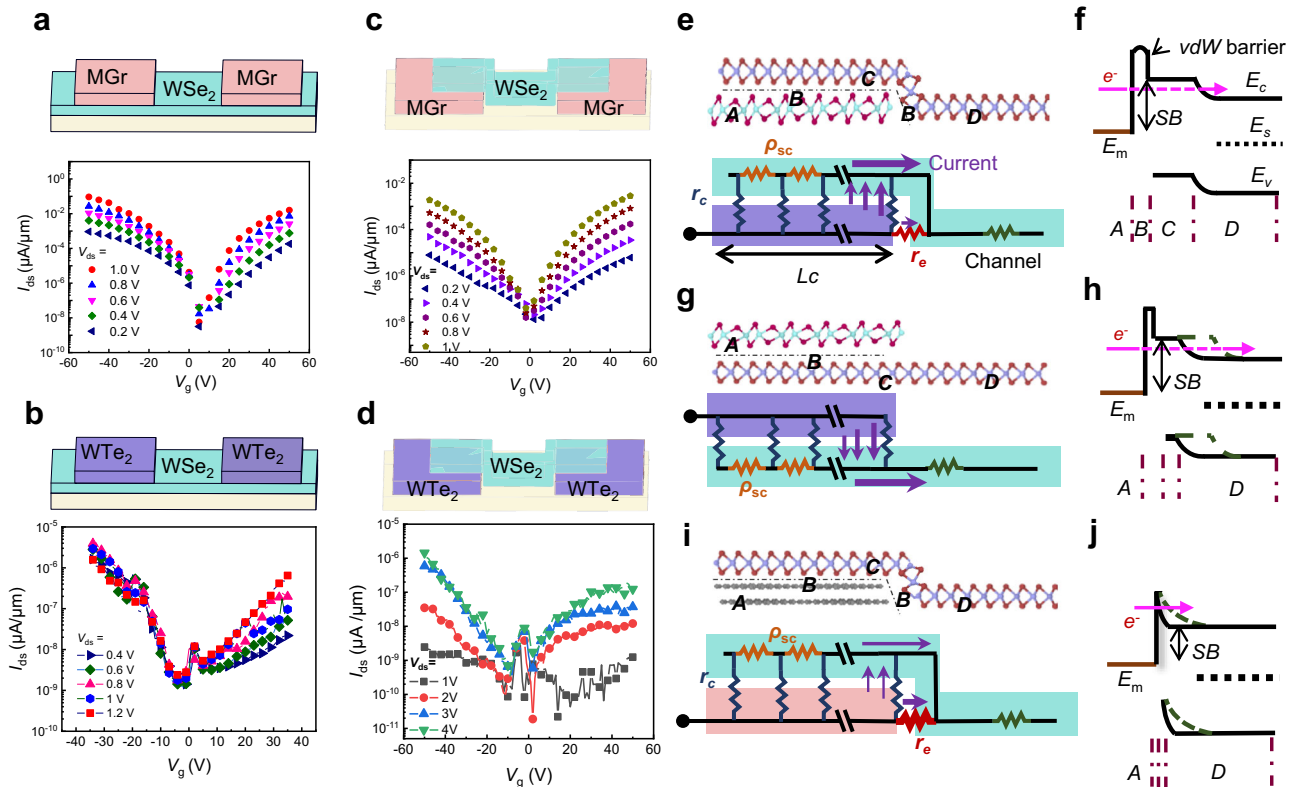 a
MGr
MGr
WSe2
10^0
10^-2
10^-4
10^-6
10^-8
10^-10
Ids (μA/μm)
Vds =
1.0 V
0.8 V
0.6 V
0.4 V
0.2 V
-60 -40 -20 0 20 40 60
Vg (V)
b
WTe2
WSe2
WTe2
10^-5
10^-6
10^-7
10^-8
10^-9
10^-10
Ids (μA/μm)
Vds =
0.4 V
0.6 V
0.8 V
1 V
1.2 V
-40 -30 -20 -10 0 10 20 30 40
Vg (V)
c
WSe2
MGr
MGr
10^-2
10^-4
10^-6
10^-8
Ids (μA/μm)
Vds=
0.2 V
0.4 V
0.6 V
0.8 V
1 V
-60 -40 -20 0 20 40 60
Vg (V)
d
WSe2
WTe2
WTe2
10^-5
10^-6
10^-7
10^-8
10^-9
10^-10
10^-11
Ids (μA /μm)
Vds=
1V
2V
3V
4V
-60 -40 -20 0 20 40 60
Vg (V)
e
C
B
A
B
D
ρsc
Current
rc
re
Channel
Lc
f
vdW barrier
e-
Ec
SB
Es
Em
Ev
A B C D
g
A
B
C
D
ρsc
h
e-
SB
Em
A
D
i
C
B
A
B
D
ρsc
rc
re
j
e-
SB
Em
A
D